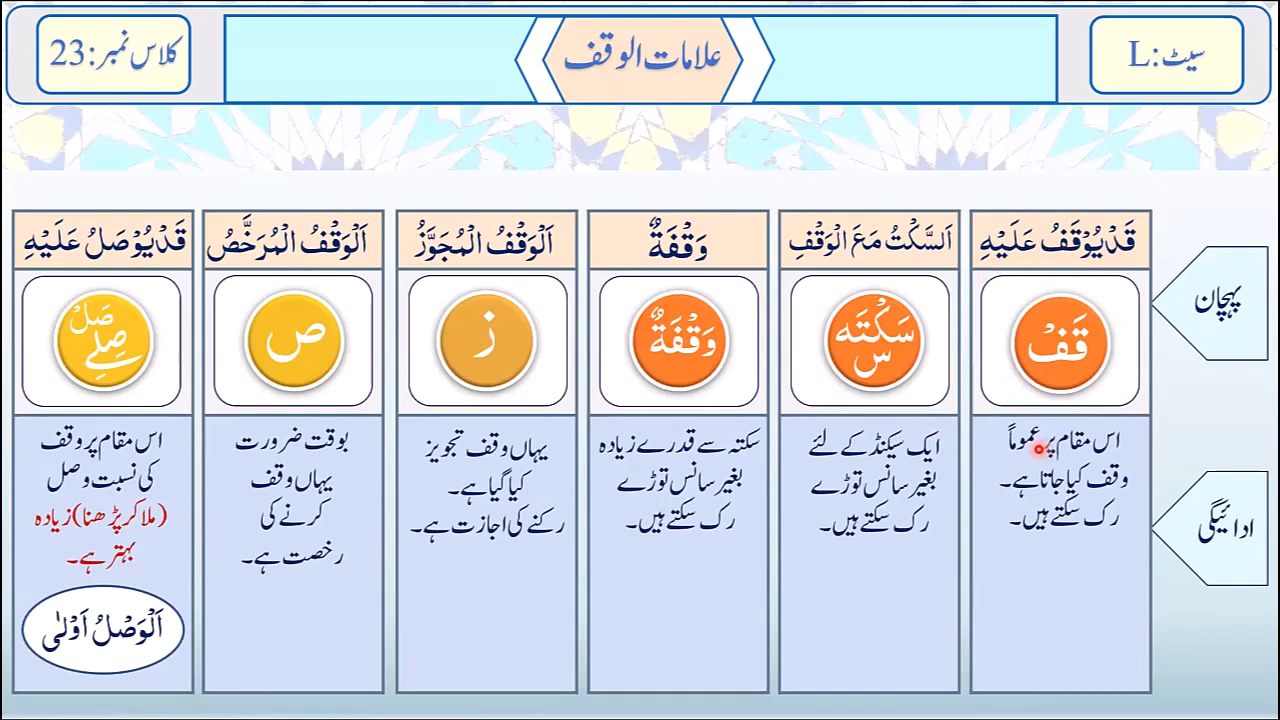 سیٹ: L
علامات الوقف
کلاس نمبر: 23
پہچان
قَدْ یُوْقَفُ عَلَیْهِ
اَلسَّکْتُ مَعَ الْوَقْفِ
وَقْفَةٌ
اَلْوَقْفُ الْمُجَوَّزُ
اَلْوَقْفُ الْمُرَخَّصُ
قَدْ یُوْصَلُ عَلَیْهِ
قَفْ
سَکْتَه
س
وَقْفَةٌ
ز
ص
صَلْ
صِلے
ادائیگی
اس مقام پر عموماً
وقف کیا جاتا ہے۔
رک سکتے ہیں۔
ایک سیکنڈ کے لئے
بغیر سانس توڑے
رک سکتے ہیں۔
سکتہ سے قدرے زیادہ
بغیر سانس توڑے
رک سکتے ہیں۔
یہاں وقف تجویز
کیا گیا ہے۔
رکنے کی اجازت ہے۔
بوقت ضرورت
یہاں وقف
کرنے کی
رخصت ہے۔
اس مقام پر وقف
کی نسبت وصل
(ملا کر پڑھنا) زیادہ
بہتر ہے۔
اَلْوَصْلُ اَوْلٰی